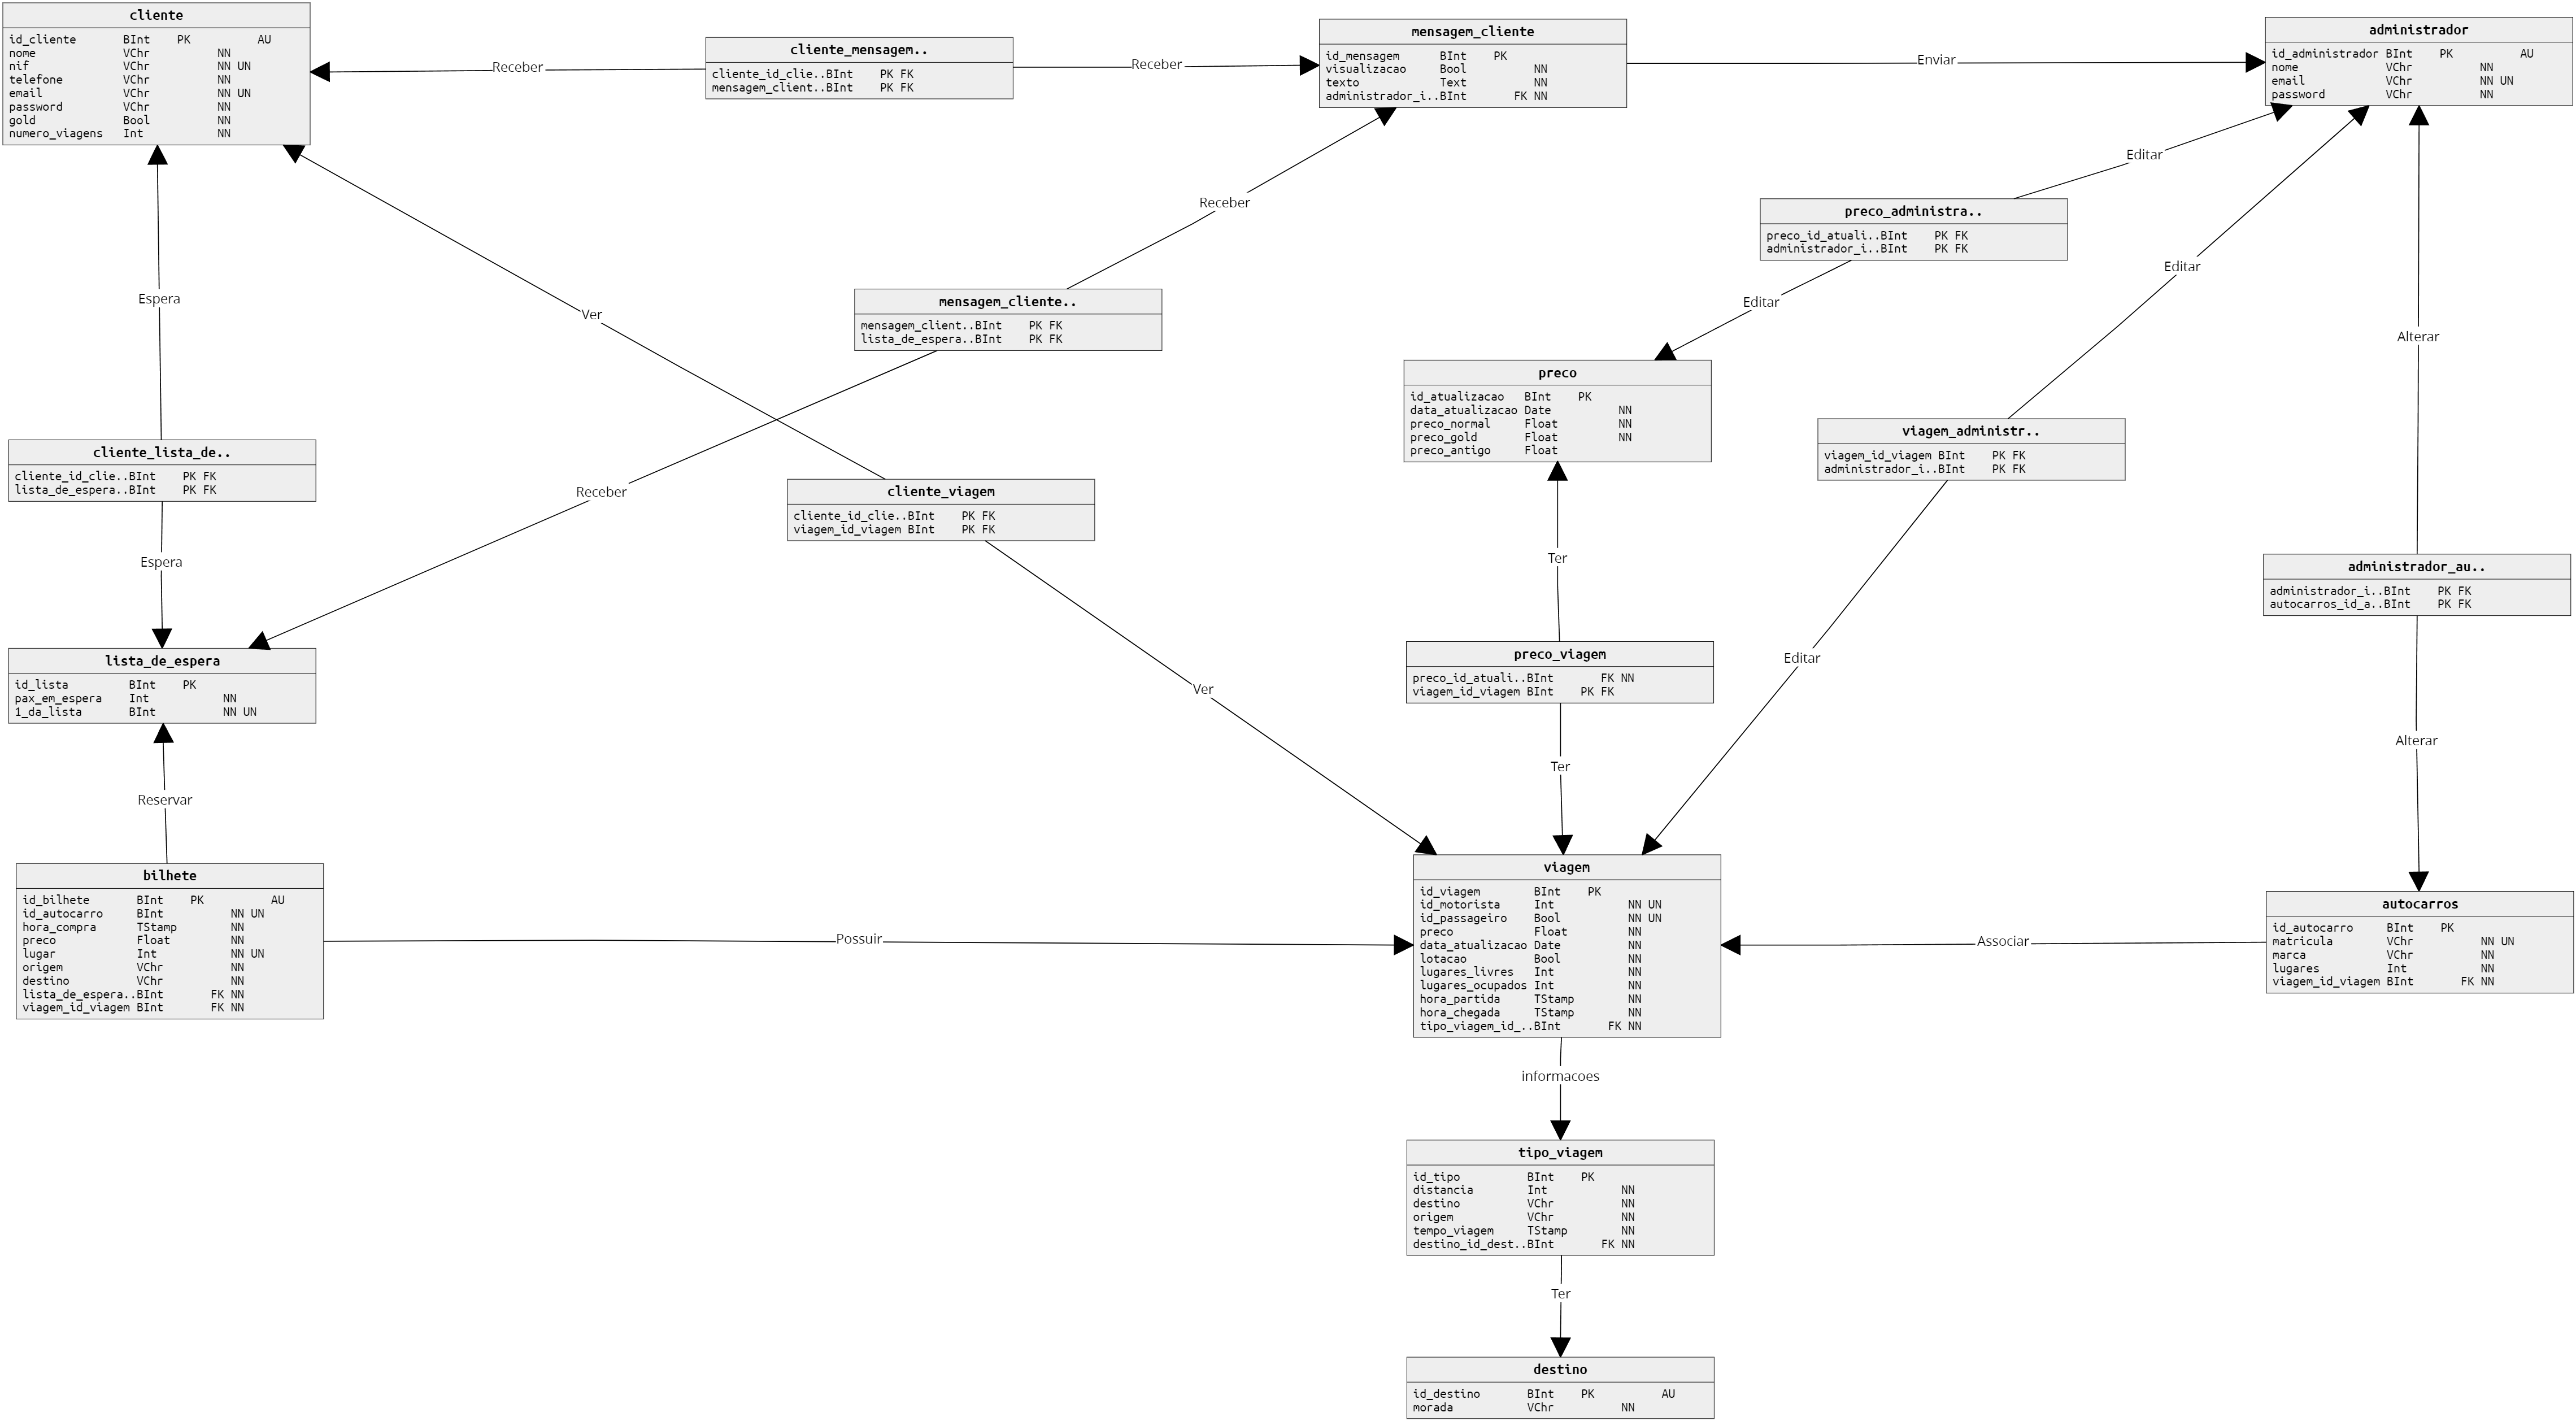 cliente
id_cliente BInt PK AU
nome VChr NN
nif VChr NN UN
telefone VChr NN
email VChr NN UN
password VChr NN
gold Bool NN
numero_viagens Int NN
Receber
cliente_mensagem..
cliente_id_clie..BInt PK FK
mensagem_client..BInt PK FK
Receber
mensagem_cliente
id_mensagem BInt PK
visualizacao Bool NN
texto Text NN
administrador_i..BInt FK NN
Enviar
administrador
id_administrador BInt PK AU
nome VChr NN
email VChr NN UN
password VChr NN
Editar
Receber
preco_administra..
preco_id_atuali..BInt PK FK
administrador_i..BInt PK FK
Editar
Espera
Ver
mensagem_cliente..
mensagem_client..BInt PK FK
lista_de_espera..BInt PK FK
Editar
Alterar
preco
id_atualizacao BInt PK
data_atualizacao Date NN
preco_normal Float NN
preco_gold Float NN
preco_antigo Float
viagem_administr..
viagem_id_viagem BInt PK FK
administrador_i..BInt PK FK
cliente_lista_de..
cliente_id_clie..BInt PK FK
lista_de_espera..BInt PK FK
Receber
cliente_viagem
cliente_id_clie..BInt PK FK
viagem_id_viagem BInt PK FK
Espera
Ter
administrador_au..
administrador_i..BInt PK FK
autocarros_id_a..BInt PK FK
lista_de_espera
id_lista BInt PK
pax_em_espera Int NN
1_da_lista BInt NN UN
Ver
preco_viagem
preco_id_atuali..BInt FK NN
viagem_id_viagem BInt PK FK
Editar
Alterar
Reservar
Ter
bilhete
id_bilhete BInt PK AU
id_autocarro BInt NN UN
hora_compra TStamp NN
preco Float NN
lugar Int NN UN
origem VChr NN
destino VChr NN
lista_de_espera..BInt FK NN
viagem_id_viagem BInt FK NN
Possuir
viagem
id_viagem BInt PK
id_motorista Int NN UN
id_passageiro Bool NN UN
preco Float NN
data_atualizacao Date NN
lotacao Bool NN
lugares_livres Int NN
lugares_ocupados Int NN
hora_partida TStamp NN
hora_chegada TStamp NN
tipo_viagem_id_..BInt FK NN
Associar
autocarros
id_autocarro BInt PK
matricula VChr NN UN
marca VChr NN
lugares Int NN
viagem_id_viagem BInt FK NN
informacoes
tipo_viagem
id_tipo BInt PK
distancia Int NN
destino VChr NN
origem VChr NN
tempo_viagem TStamp NN
destino_id_dest..BInt FK NN
Ter
destino
id_destino BInt PK AU
morada VChr NN